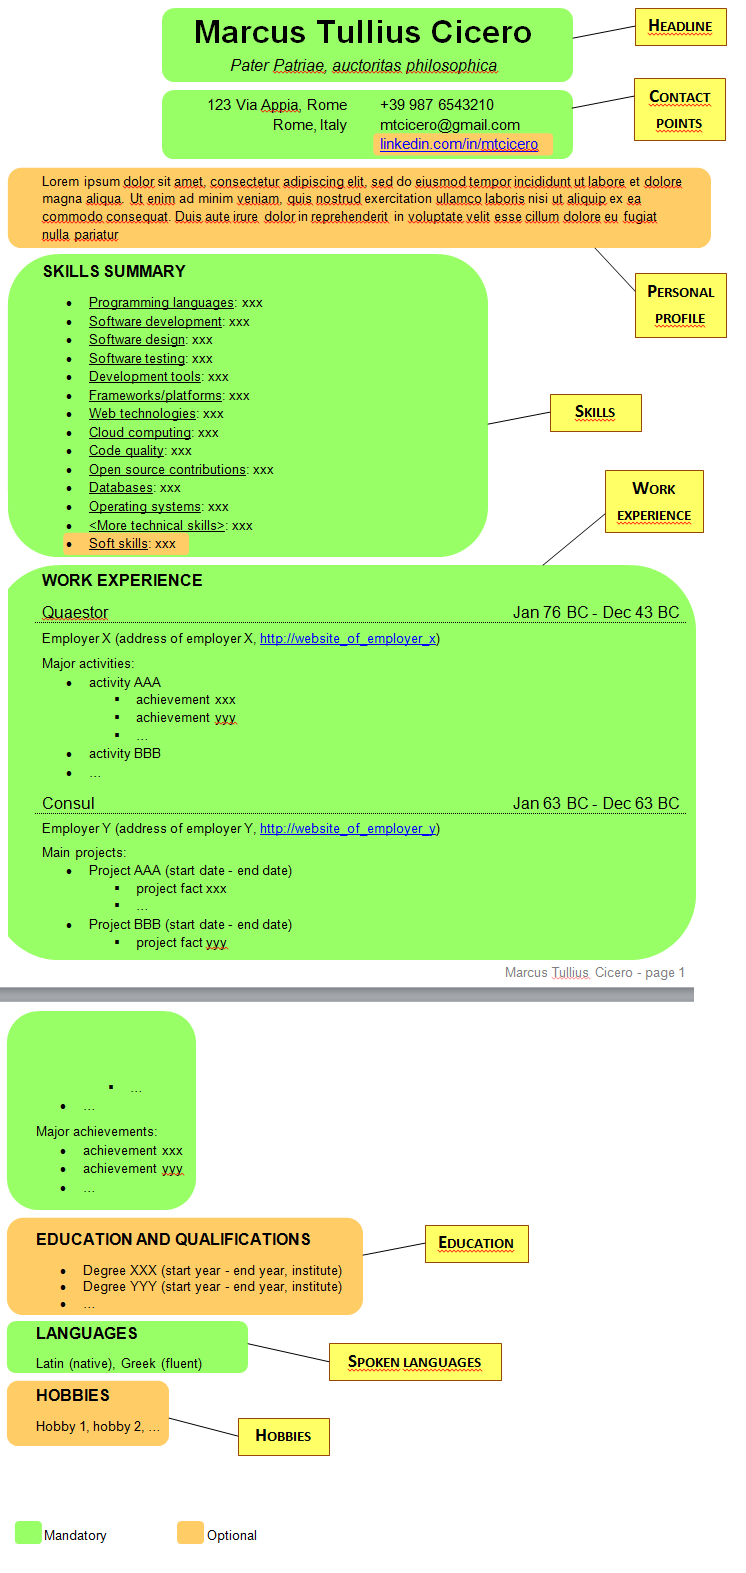 Marcus Tullius Cicero
Pater Patriae, auctoritas philosophica
HEADLINE
123 Via Appia, Rome
Rome, Italy
+39 987 6543210
mtcicero@gmail.com
linkedin.com/in/mtcicero
CONTACT
POINTS
Lorem ipsum dolor sit amet, consectetur adipiscing elit, sed do eiusmod tempor incididunt ut labore et dolore
magna aliqua. Ut enim ad minim veniam, quis nostrud exercitation ullamco laboris nisi ut aliquip ex ea
commodo consequat. Duis aute irure dolor in reprehenderit in voluptate velit esse cillum dolore eu fugiat
nulla pariatur
PERSONAL
PROFILE
SKILLS SUMMARY
• Programming languages: xxx
• Software development: xxx
• Software design: xxx
• Software testing: xxx
• Development tools: xxx
• Frameworks/platforms: xxx
• Web technologies: xxx
• Cloud computing: xxx
• Code quality: xxx
• Open source contributions: xxx
• Databases: xxx
• Operating systems: xxx
• <More technical skills>: xxx
• Soft skills: xxx
SKILLS
WORK
EXPERIENCE
WORK EXPERIENCE
Quaestor Jan 76 BC - Dec 43 BC
Employer X (address of employer X, http://website_of_employer_x)
Major activities:
• activity AAA
▪ achievement xxx
▪ achievement yyy
▪ ...
• activity BBB
• ...
Consul Jan 63 BC - Dec 63 BC
Employer Y (address of employer Y, http://website_of_employer_y)
Main projects:
• Project AAA (start date - end date)
▪ project fact xxx
▪ ...
• Project BBB (start date - end date)
▪ project fact yyy
Marcus Tullius Cicero - page 1
▪ ...
• ...
Major achievements:
• achievement xxx
• achievement yyy
• ...
EDUCATION AND QUALIFICATIONS
• Degree XXX (start year - end year, institute)
• Degree YYY (start year - end year, institute)
• ...
EDUCATION
LANGUAGES
Latin (native), Greek (fluent)
SPOKEN LANGUAGES
HOBBIES
Hobby 1, hobby 2, ...
HOBBIES
Mandatory
Optional